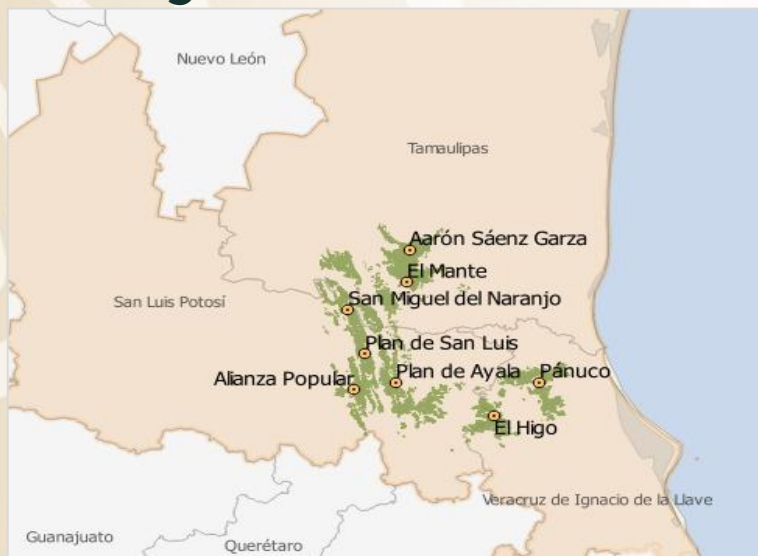 Nuevo León
Tamaulipas
Aarón Sáenz Garza
El Mante
San Luis Potosí
San Miguel del Naranjo
Plan de San Luis
Alianza Popular
Plan de Ayala
Pánuco
El Higo
Veracruz de Ignacio de la Llave
Guanajuato
Querétaro